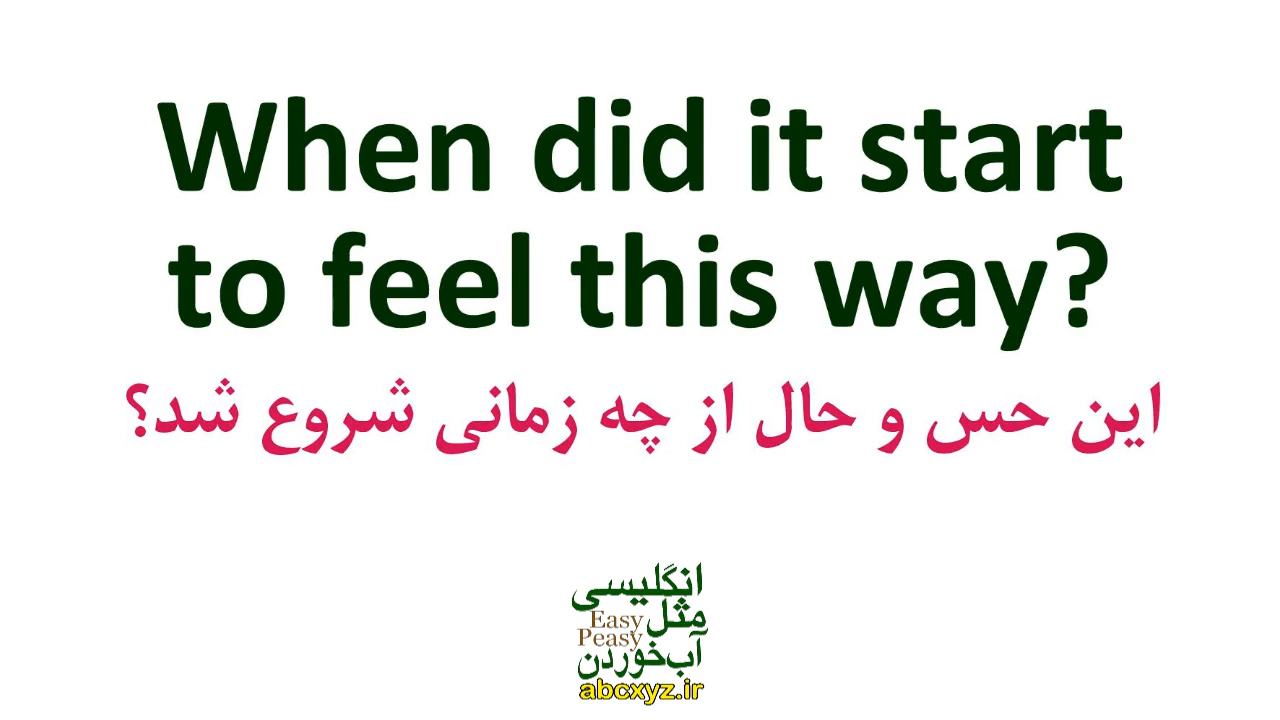 When did it start
to feel this way?
این حس و حال از چه زمانی شروع شد؟
انگلیسی
مثل
Easy
Peasy
آب‌خوردن
abcxyz.ir